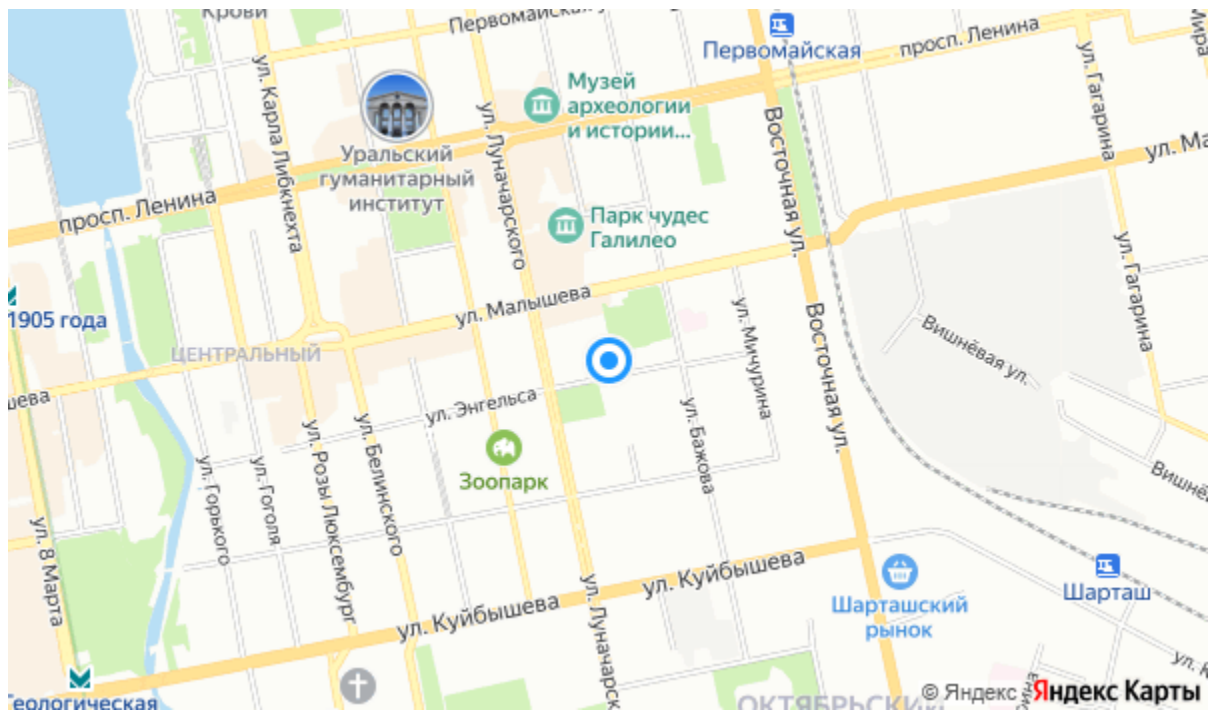 Крови
Первомайская
Первомайская
просп. Ленина
Мира
ул. Гагарина
ул. Карла Либкнехта
ул. Луначарского
Музей
археологии
и истории...
Восточная ул.
Уральский
гуманитарный
институт
просп. Ленина
Парк чудес
Галилео
ул. Ма
ул. Гагарина
1905 года
ул. Малышева
ЦЕНТРАЛЬНЫЙ
ул. Мичурина
Восточная ул.
Вишнёвая ул.
шева
ул. Энгельса
ул. Бажова
Зоопарк
ул. Горького
ул. Гоголя
ул. Розы Люксембург
ул. Белинского
Вишнё
ул. 8 Марта
ул. Куйбышева
ул. Куйбышева
ул. Луначарск
Шарташский
рынок
Шарташ
ул. К
Геологическая
ОКТЯБРЬСКИ
рина
© Яндекс Яндекс Карты